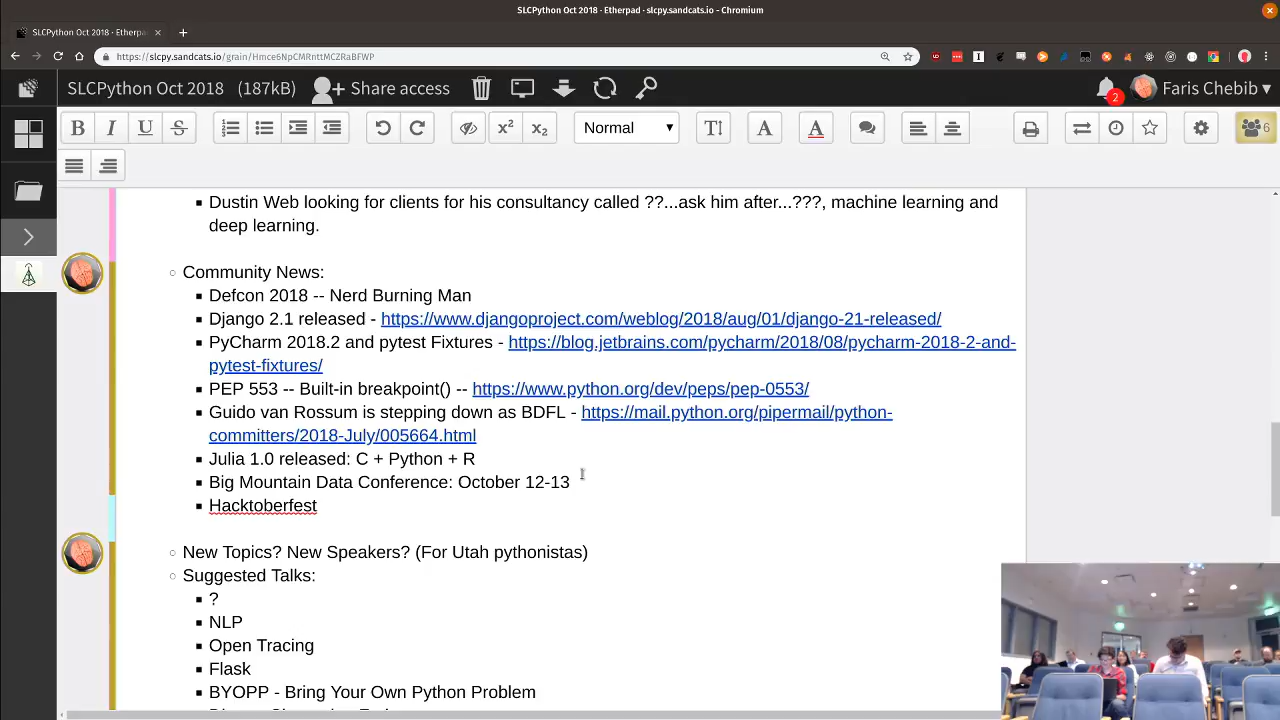 SLCPython Oct 2018 · Etherpad · slcpy.sandcats.io - Chromium
SLCPython Oct 2018 · Etherpa
https://slcpy.sandcats.io/grain/Hmce6NpCMRnttMCZRaBFWP
SLCPython Oct 2018 (187kB) Share access 2 Faris Chebib ▾
B I U S x² x₂ Normal ▾ TI A A 6
Dustin Web looking for clients for his consultancy called ??...ask him after...???, machine learning and
deep learning.
Community News:
Defcon 2018 -- Nerd Burning Man
Django 2.1 released - https://www.djangoproject.com/weblog/2018/aug/01/django-21-released/
PyCharm 2018.2 and pytest Fixtures - https://blog.jetbrains.com/pycharm/2018/08/pycharm-2018-2-and-
pytest-fixtures/
PEP 553 -- Built-in breakpoint() -- https://www.python.org/dev/peps/pep-0553/
Guido van Rossum is stepping down as BDFL - https://mail.python.org/pipermail/python-
committers/2018-July/005664.html
Julia 1.0 released: C + Python + R
Big Mountain Data Conference: October 12-13
Hacktoberfest
New Topics? New Speakers? (For Utah pythonistas)
Suggested Talks:
?
NLP
Open Tracing
Flask
BYOPP - Bring Your Own Python Problem